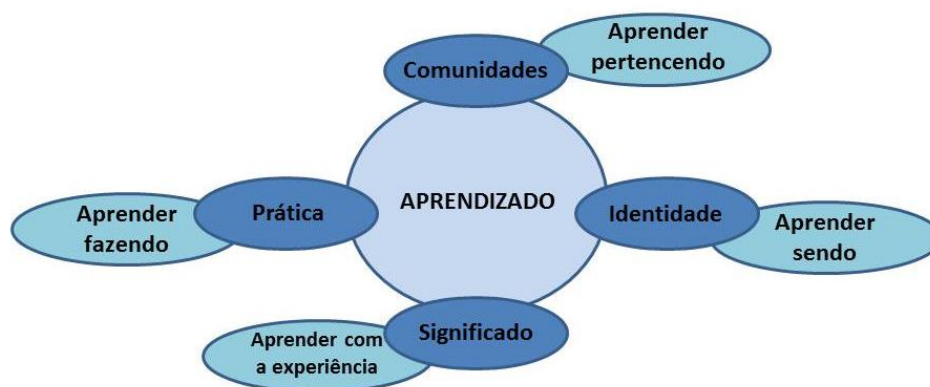 Aprender
pertencendo
Comunidades
APRENDIZADO
Prática
Aprender
fazendo
Identidade
Aprender
sendo
Significado
Aprender com
a experiência